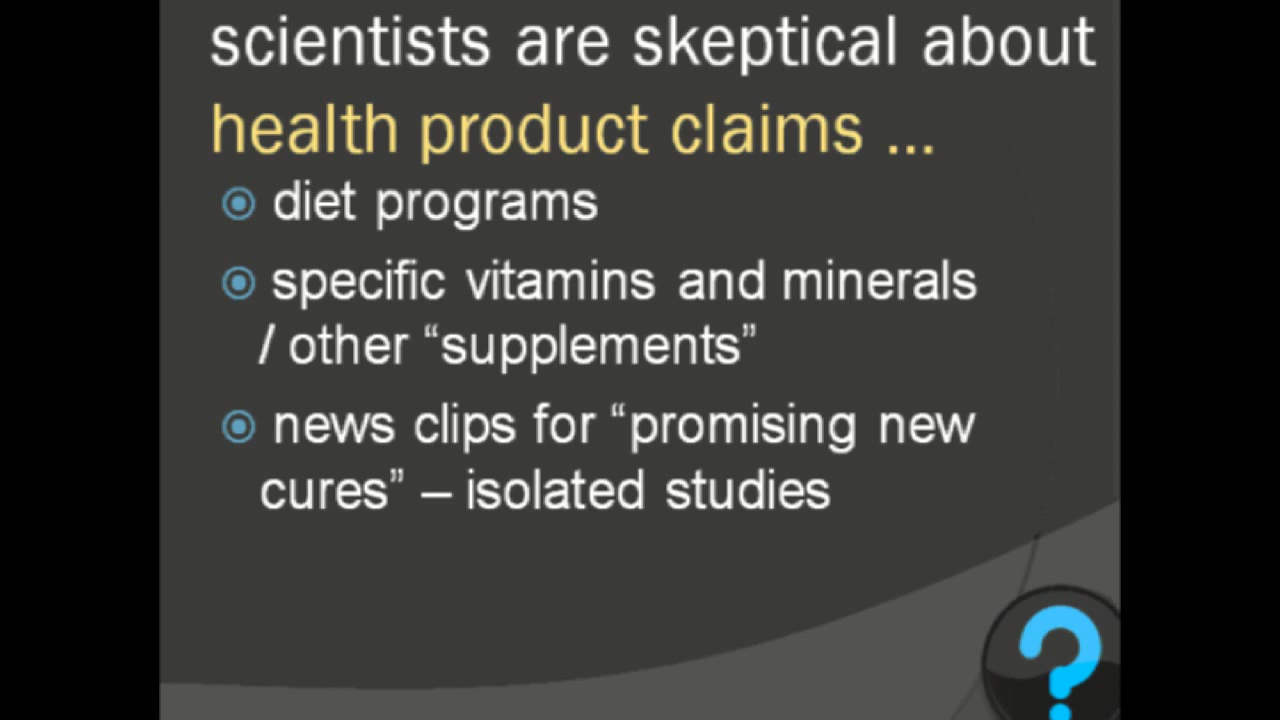 scientists are skeptical about
health product claims ...
diet programs
specific vitamins and minerals
/ other “supplements”
news clips for “promising new
cures” – isolated studies
?